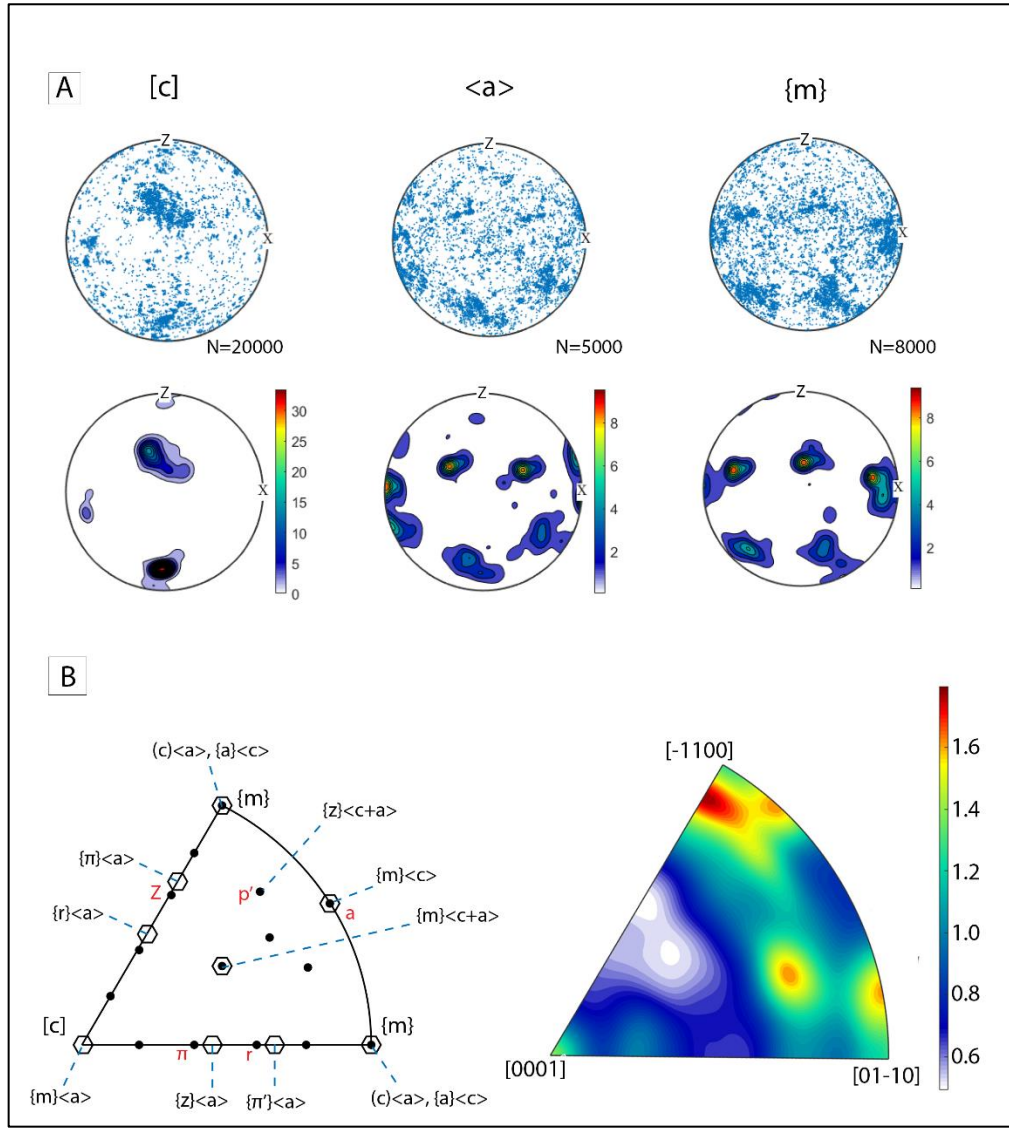 A
[c] <a> {m}
Z Z Z
X X X
N=20000 N=5000 N=8000
Z Z Z
X X X
30
25
20
15
10
5
0
8
6
4
2
8
6
4
2
B
(c)<a>, {a}<c>
{m}
{z}<c+a>
{π}<a>
Z
p'
{m}<c>
a
{r}<a>
{m}<c+a>
[c]
{m}
π
r
{m}<a>
{z}<a>
{π'}<a>
(c)<a>, {a}<c>
[-1100]
[0001]
[01-10]
1.6
1.4
1.2
1.0
0.8
0.6